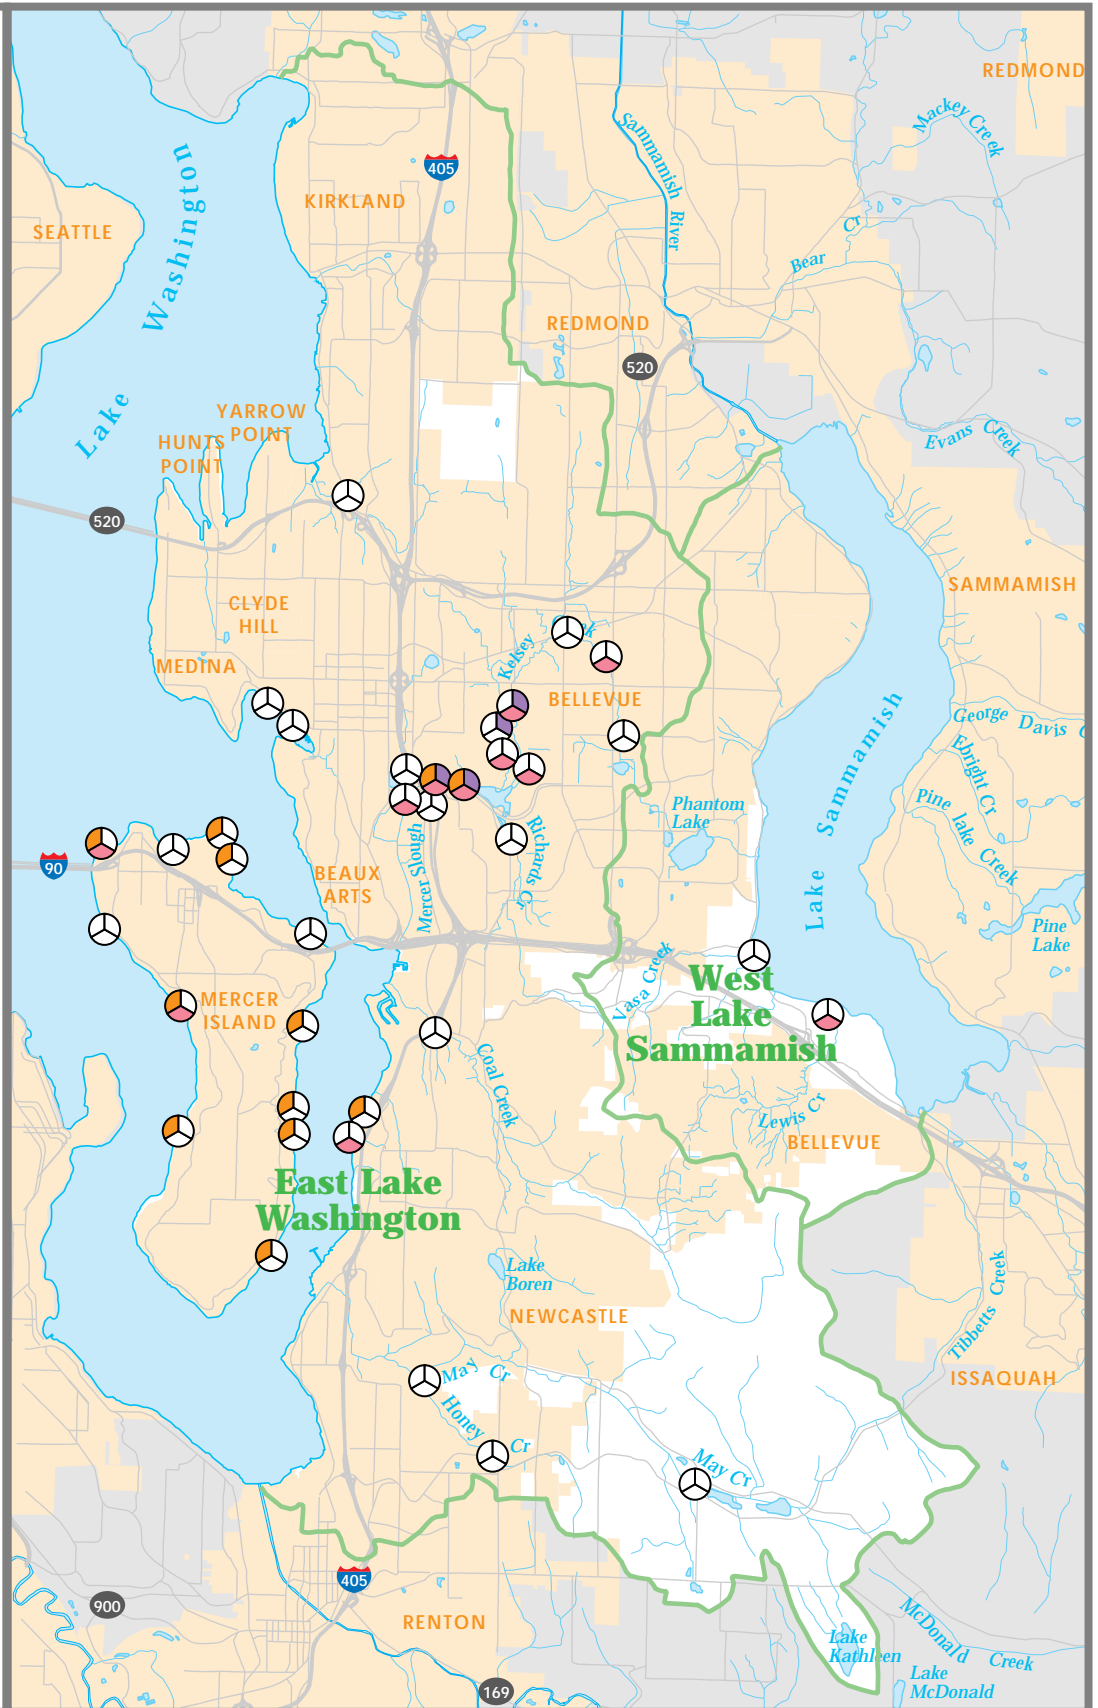 REDMOND
Mackey Creek
Sammamish River
405
KIRKLAND
SEATTLE
Lake Washington
Bear Cr
REDMOND
520
YARROW
POINT
HUNTS
POINT
Evans Creek
520
CLYDE
HILL
SAMMAMISH
MEDINA
Kelsey
BELLEVUE
George Davis C
Ebright Cr
Pine lake Creek
Lake Sammamish
Phantom
Lake
Mercer Slough
Richards Cr
90
BEAUX
ARTS
Pine
Lake
Vasa Creek
West
Lake
Sammamish
MERCER
ISLAND
Coal Creek
Lewis Cr
BELLEVUE
East Lake
Washington
Lake
Boren
NEWCASTLE
Tibbetts Creek
ISSAQUAH
May Cr
Honey Cr
May Cr
405
900
RENTON
McDonald Creek
Lake
Kathleen
Lake
McDonald
169